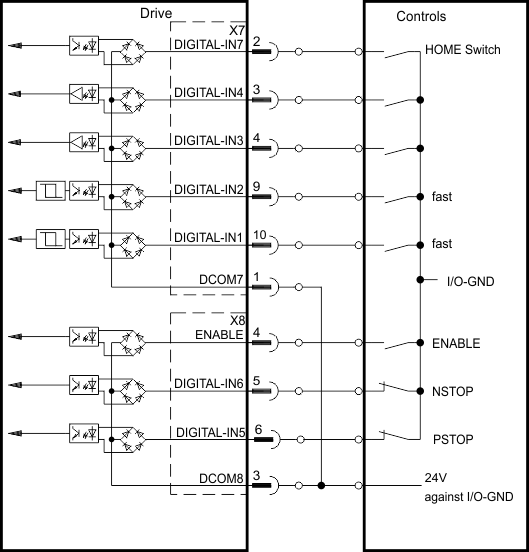 Drive
Controls
X7
DIGITAL-IN7 2 HOME Switch
DIGITAL-IN4 3
DIGITAL-IN3 4
DIGITAL-IN2 9 fast
DIGITAL-IN1 10 fast
DCOM7 1 I/O-GND
X8
ENABLE 4 ENABLE
DIGITAL-IN6 5 NSTOP
DIGITAL-IN5 6 PSTOP
DCOM8 3 24V
against I/O-GND